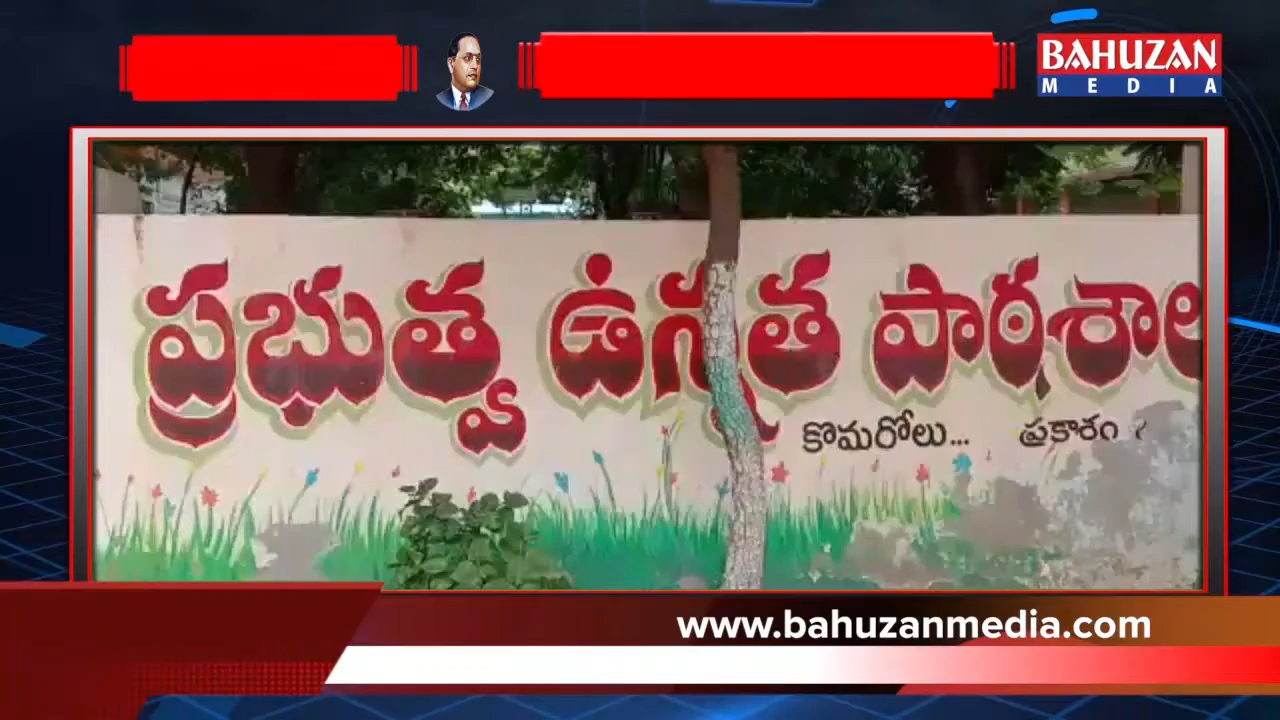 BAHUZAN
MEDIA
ప్రభుత్వ ఉన్నత పాఠశాల
కొమరోలు... ప్రకాశం
www.bahuzanmedia.com